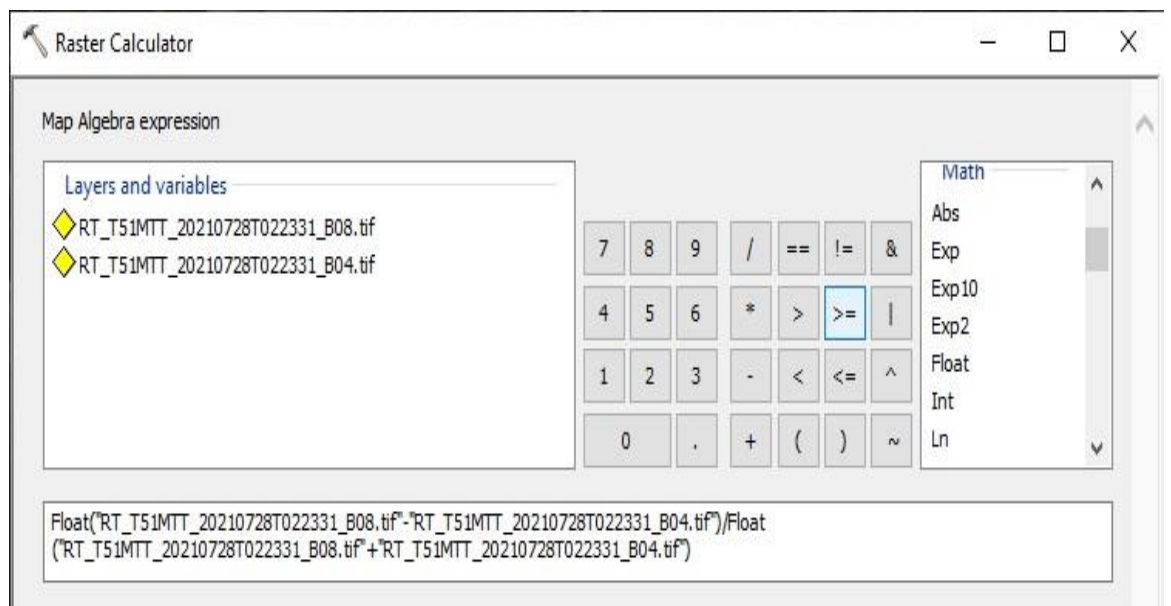 Raster Calculator
Map Algebra expression
Layers and variables
RT_T51MTT_20210728T022331_B08.tif
RT_T51MTT_20210728T022331_B04.tif
7 8 9 / == != &
4 5 6 * > >= |
1 2 3 - < <= ^
0 . + ( ) ~
Math
Abs
Exp
Exp10
Exp2
Float
Int
Ln
Float("RT_T51MTT_20210728T022331_B08.tif"-"RT_T51MTT_20210728T022331_B04.tif")/Float
("RT_T51MTT_20210728T022331_B08.tif"+"RT_T51MTT_20210728T022331_B04.tif")